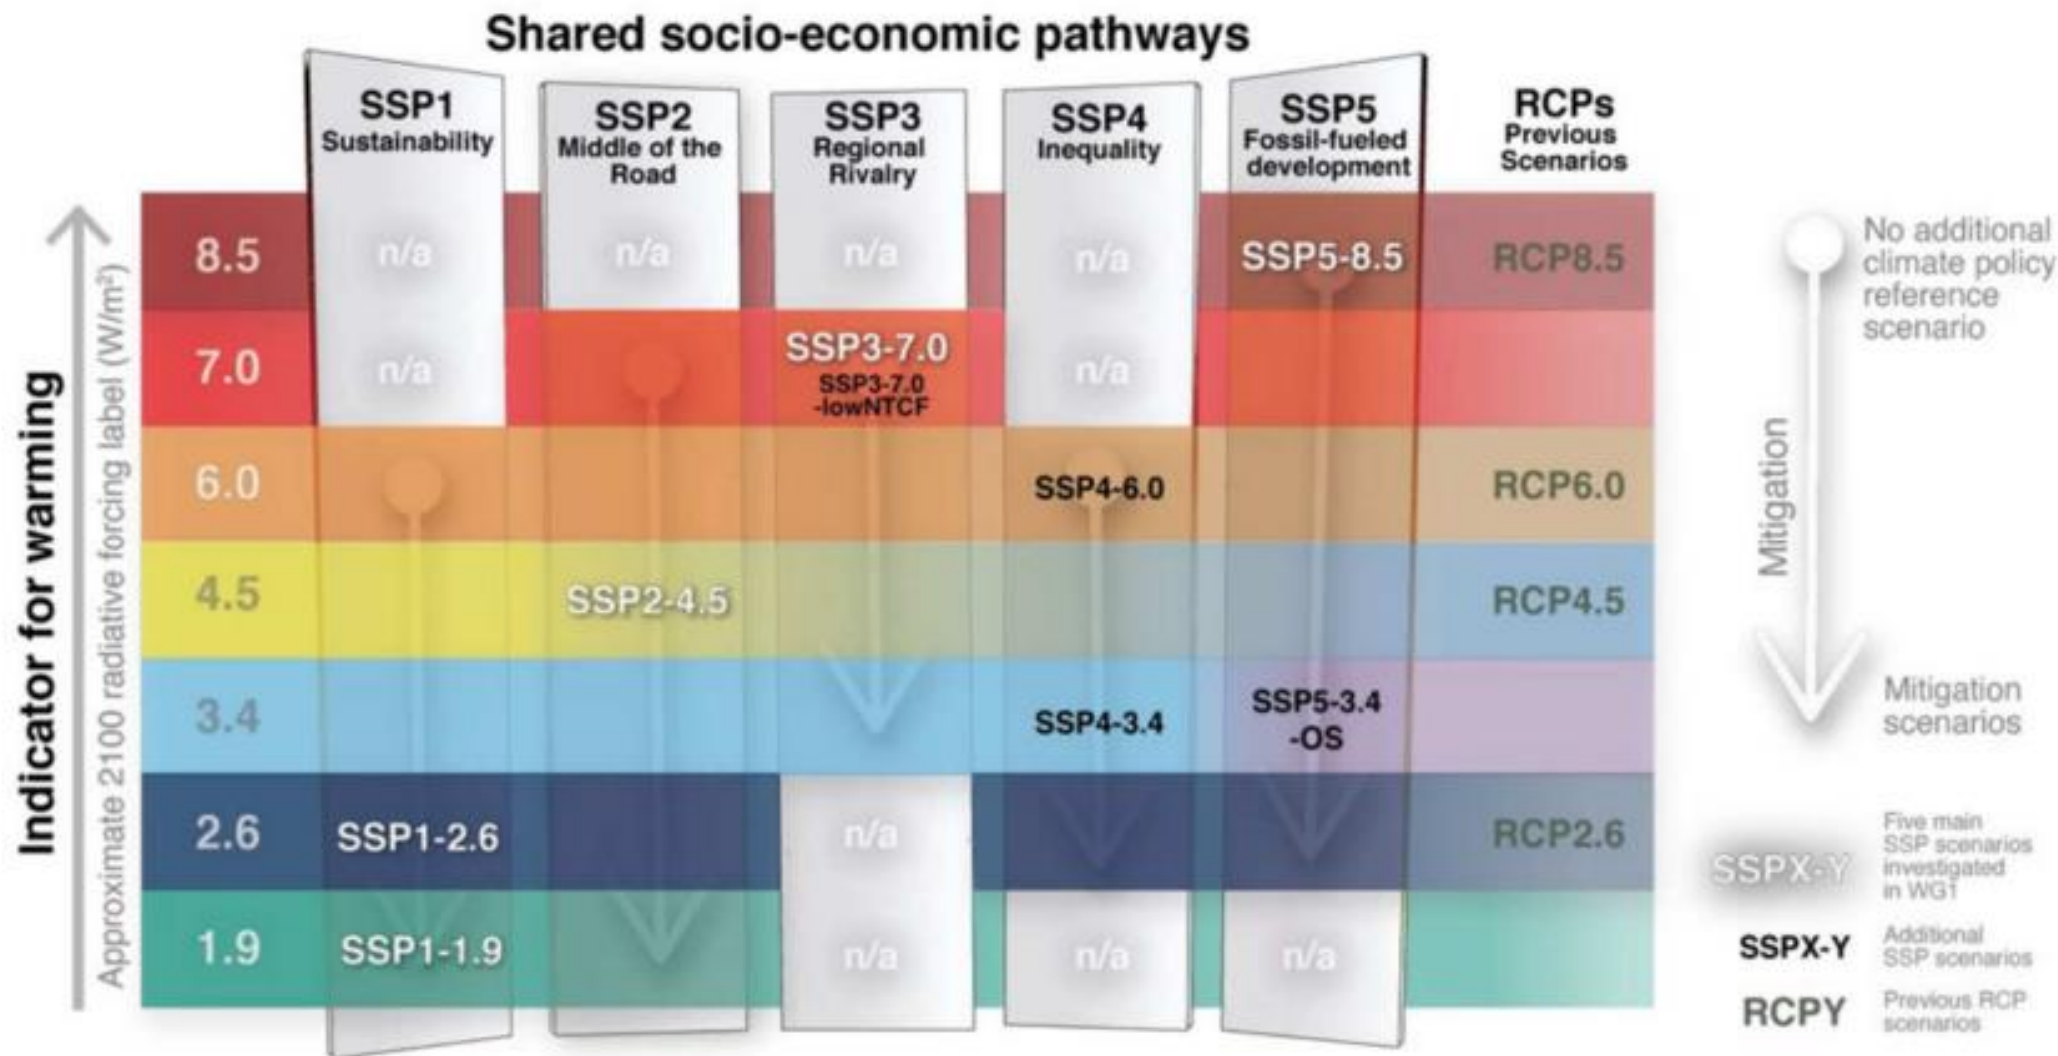 Shared socio-economic pathways
SSP1
Sustainability
SSP2
Middle of the
Road
SSP3
Regional
Rivalry
SSP4
Inequality
SSP5
Fossil-fueled
development
RCPs
Previous
Scenarios
Indicator for warming
Approximate 2100 radiative forcing label (W/m²)
8.5
n/a
n/a
n/a
n/a
SSP5-8.5
RCP8.5
7.0
n/a
SSP3-7.0
SSP3-7.0
-lowNTCF
n/a
6.0
SSP4-6.0
RCP6.0
4.5
SSP2-4.5
RCP4.5
3.4
SSP4-3.4
SSP5-3.4
-OS
2.6
SSP1-2.6
n/a
RCP2.6
1.9
SSP1-1.9
n/a
n/a
n/a
No additional
climate policy
reference
scenario
Mitigation
Mitigation
scenarios
SSPX-Y
Five main
SSP scenarios
investigated
in WG1
SSPX-Y
Additional
SSP scenarios
RCPY
Previous RCP
scenarios